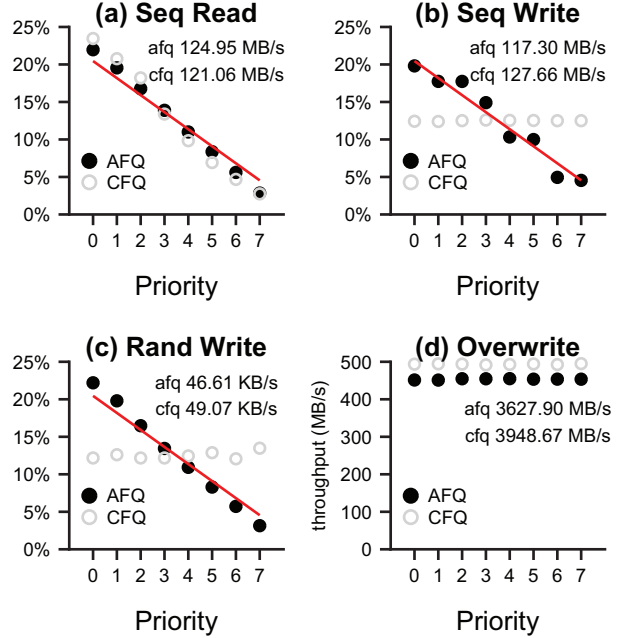 (a) Seq Read
25%
20%
15%
10%
5%
0%
afq 124.95 MB/s
cfq 121.06 MB/s
AFQ
CFQ
0 1 2 3 4 5 6 7
Priority
(b) Seq Write
25%
20%
15%
10%
5%
0%
afq 117.30 MB/s
cfq 127.66 MB/s
AFQ
CFQ
0 1 2 3 4 5 6 7
Priority
(c) Rand Write
25%
20%
15%
10%
5%
0%
afq 46.61 KB/s
cfq 49.07 KB/s
AFQ
CFQ
0 1 2 3 4 5 6 7
Priority
(d) Overwrite
throughput (MB/s)
500
400
300
200
100
0
afq 3627.90 MB/s
cfq 3948.67 MB/s
AFQ
CFQ
0 1 2 3 4 5 6 7
Priority